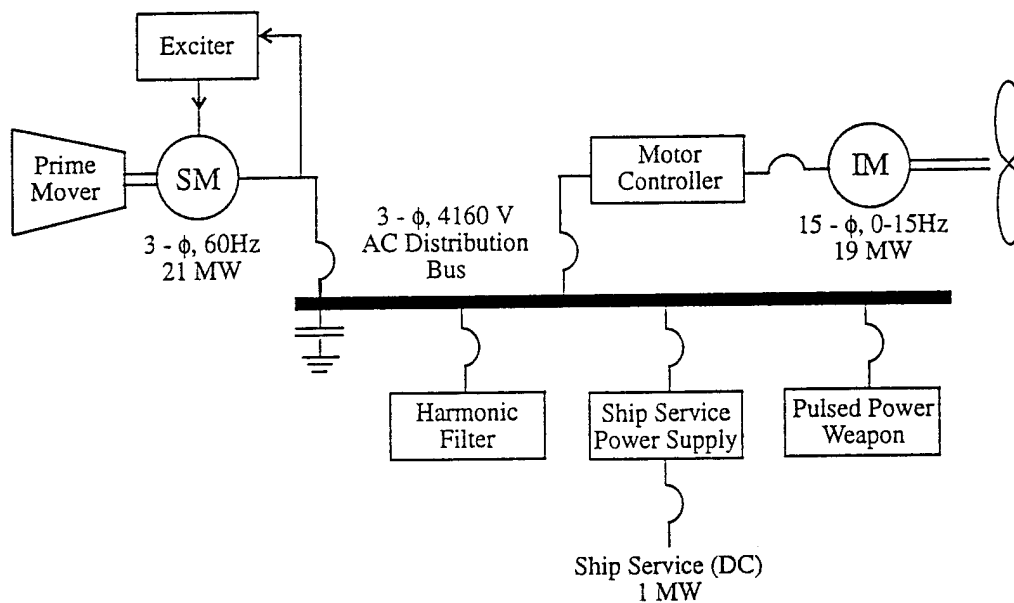 Exciter
Prime
Mover
SM
3 - ϕ, 60Hz
21 MW
3 - ϕ, 4160 V
AC Distribution
Bus
Motor
Controller
IM
15 - ϕ, 0-15Hz
19 MW
Harmonic
Filter
Ship Service
Power Supply
Pulsed Power
Weapon
Ship Service (DC)
1 MW